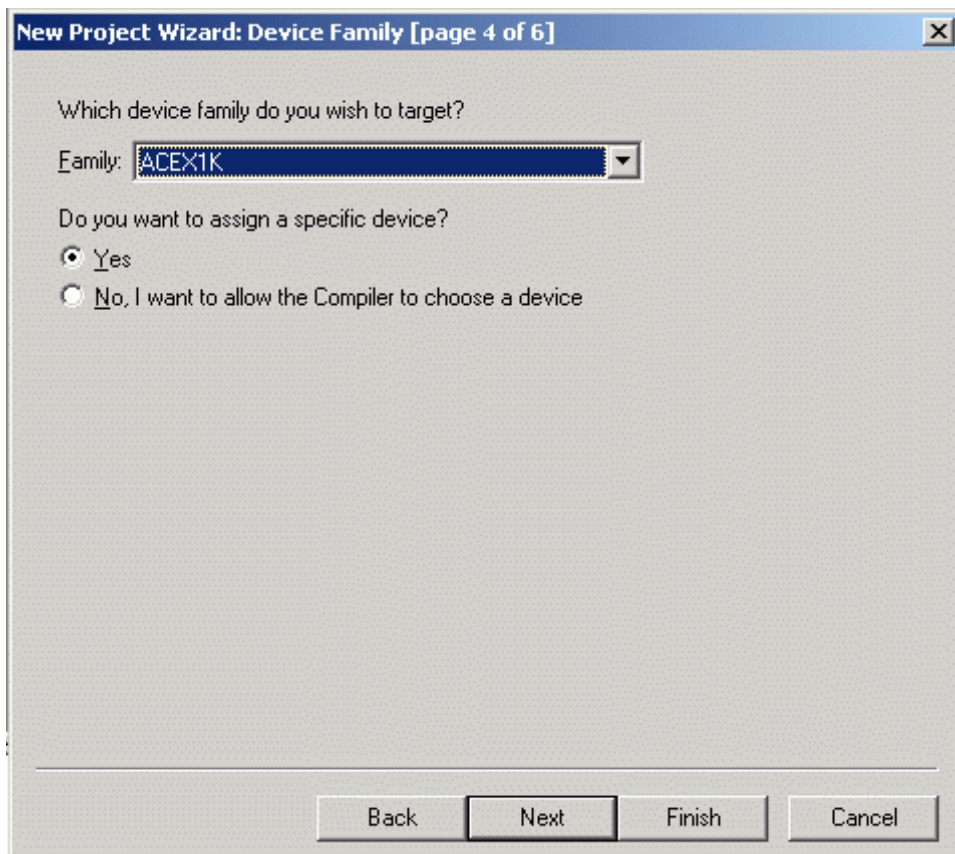 New Project Wizard: Device Family [page 4 of 6]
Which device family do you wish to target?
Family: ACEX1K
Do you want to assign a specific device?
Yes
No, I want to allow the Compiler to choose a device
Back Next Finish Cancel